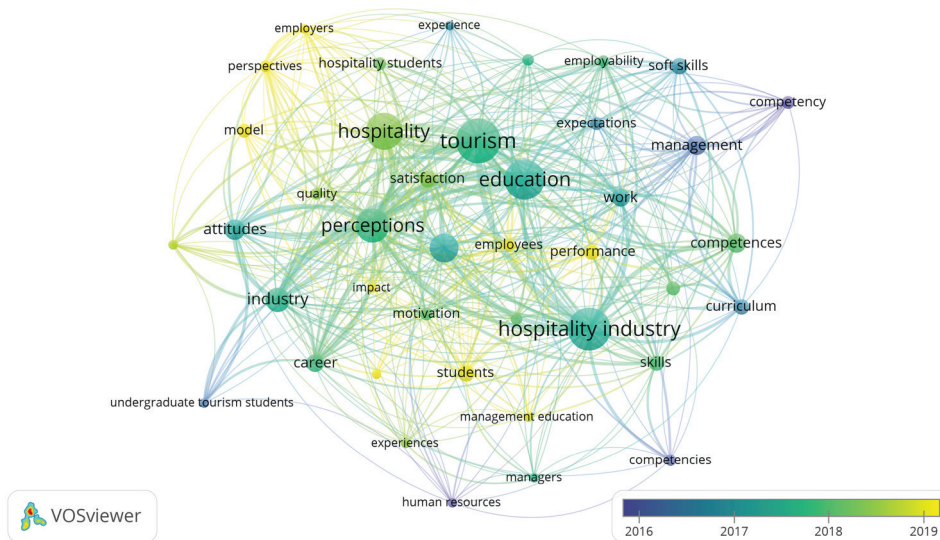 employers
experience
perspectives
hospitality students
employability
soft skills
competency
model
hospitality
tourism
expectations
management
satisfaction
education
quality
work
attitudes
perceptions
employees
performance
competences
impact
industry
motivation
curriculum
hospitality industry
career
students
skills
undergraduate tourism students
management education
experiences
competencies
managers
human resources
VOSviewer
2016 2017 2018 2019